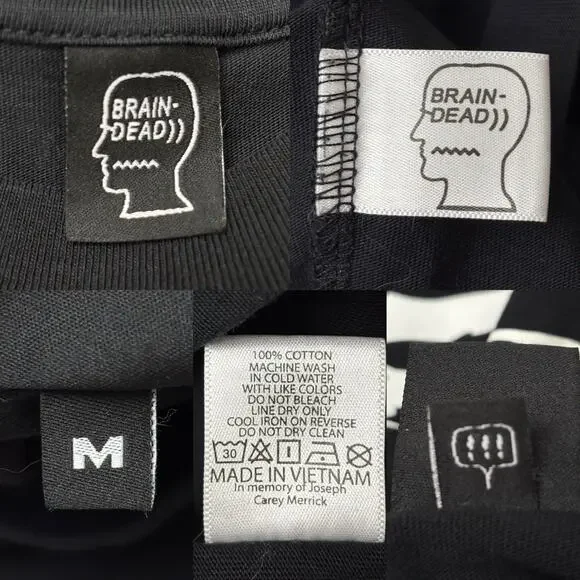 BRAIN-
DEAD))
BRAIN-
DEAD))
M
100% COTTON
MACHINE WASH
IN COLD WATER
WITH LIKE COLORS
DO NOT BLEACH
LINE DRY ONLY
COOL IRON ON REVERSE
DO NOT DRY CLEAN
30
MADE IN VIETNAM
In memory of Joseph
Carey Merrick
!!!